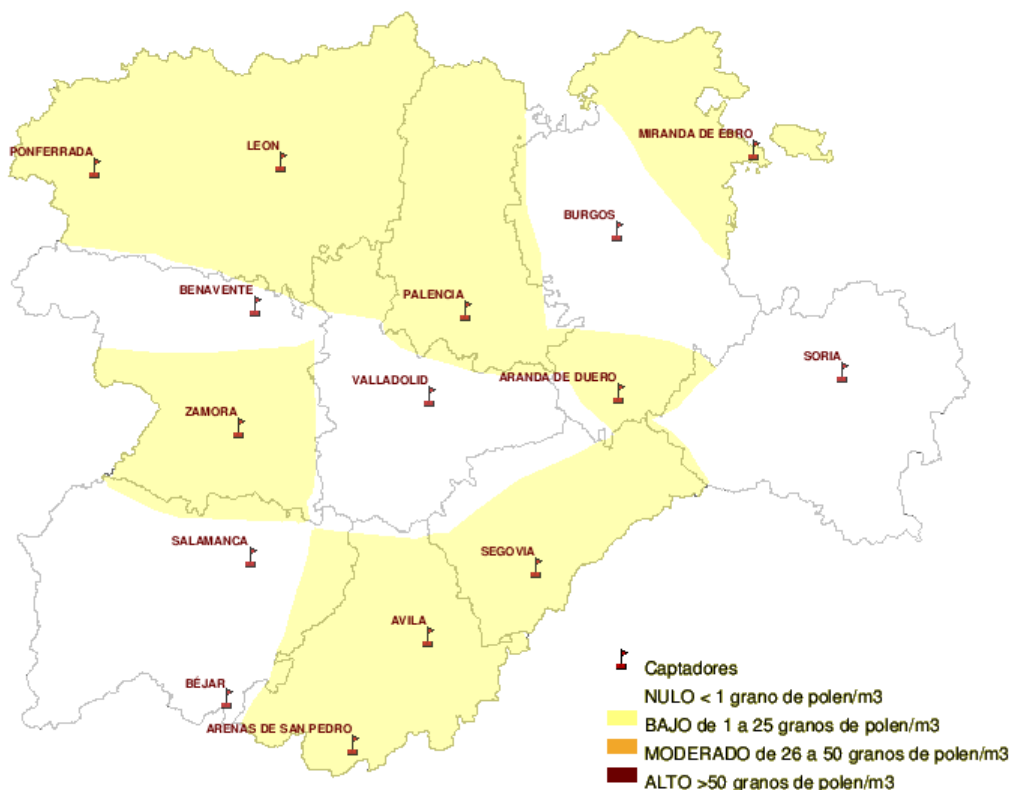 MIRANDA DE EBRO
PONFERRADA
LEON
BURGOS
BENAVENTE
PALENCIA
SORIA
VALLADOLID
ARANDA DE DUERO
ZAMORA
SALAMANCA
SEGOVIA
AVILA
BÉJAR
ARENAS DE SAN PEDRO
Captadores
NULO < 1 grano de polen/m3
BAJO de 1 a 25 granos de polen/m3
MODERADO de 26 a 50 granos de polen/m3
ALTO >50 granos de polen/m3